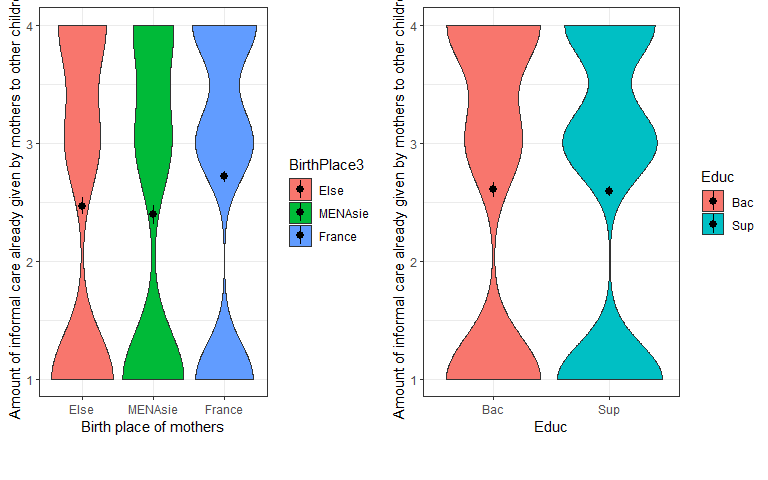 Amount of informal care already given by mothers to other children
4
3
2
1
Else MENAsie France
Birth place of mothers
BirthPlace3
Else
MENAsie
France
Amount of informal care already given by mothers to other children
4
3
2
1
Bac Sup
Educ
Educ
Bac
Sup